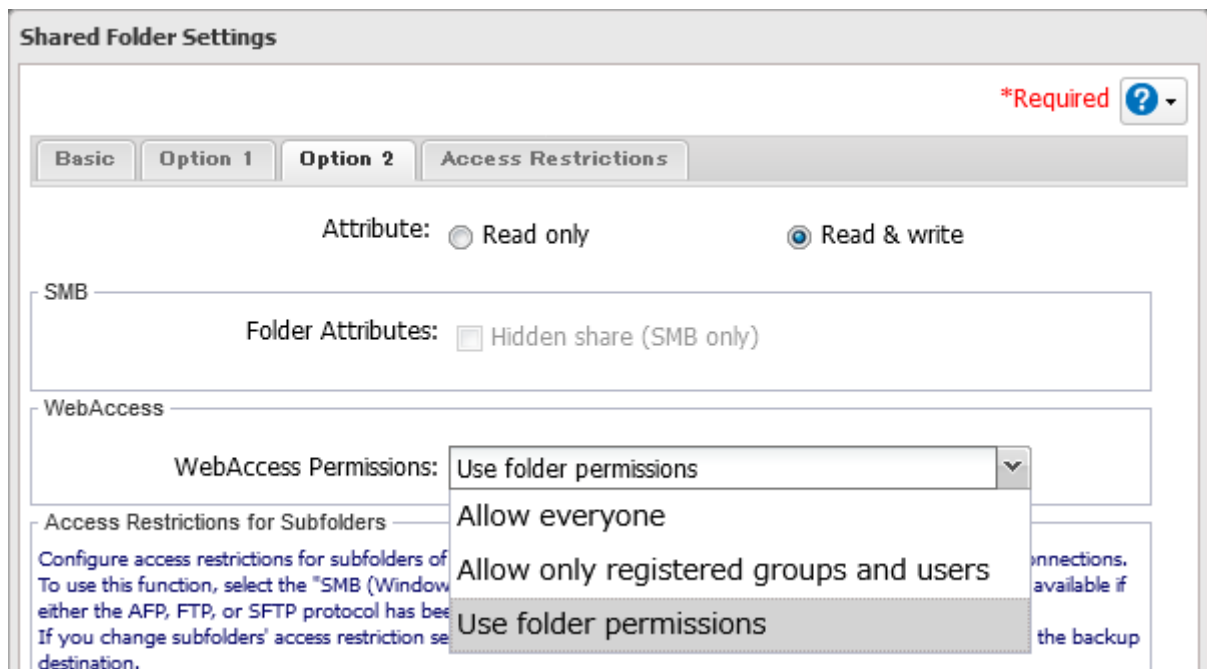 Shared Folder Settings
*Required
Basic Option 1 Option 2 Access Restrictions
Attribute: Read only Read & write
SMB
Folder Attributes: Hidden share (SMB only)
WebAccess
WebAccess Permissions: Use folder permissions
Allow everyone
Allow only registered groups and users
Use folder permissions
Access Restrictions for Subfolders
Configure access restrictions for subfolders of
To use this function, select the "SMB available if
either the AFP, FTP, or SFTP protocol has
If you change subfolders' access restriction the backup
destination.